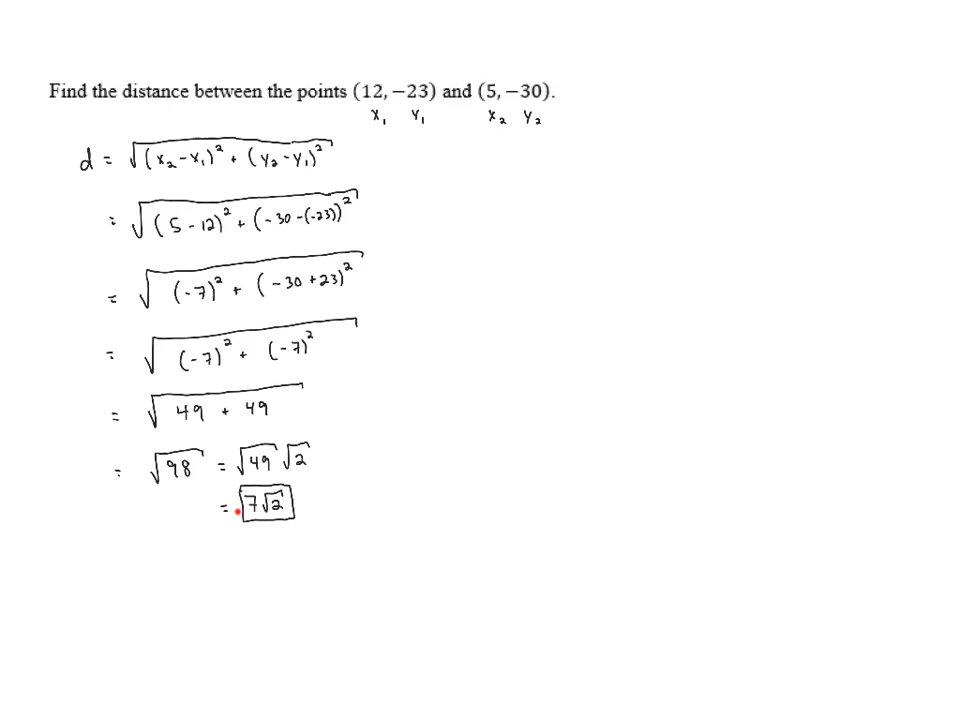 Find the distance between the points (12, −23) and (5, −30).
x₁ y₁ x₂ y₂
d = √((x₂ - x₁)² + (y₂ - y₁)²)
= √((5 - 12)² + (-30 - (-23))²)
= √((-7)² + (-30 + 23)²)
= √((-7)² + (-7)²)
= √(49 + 49)
= √98 = √49 √2
= 7√2